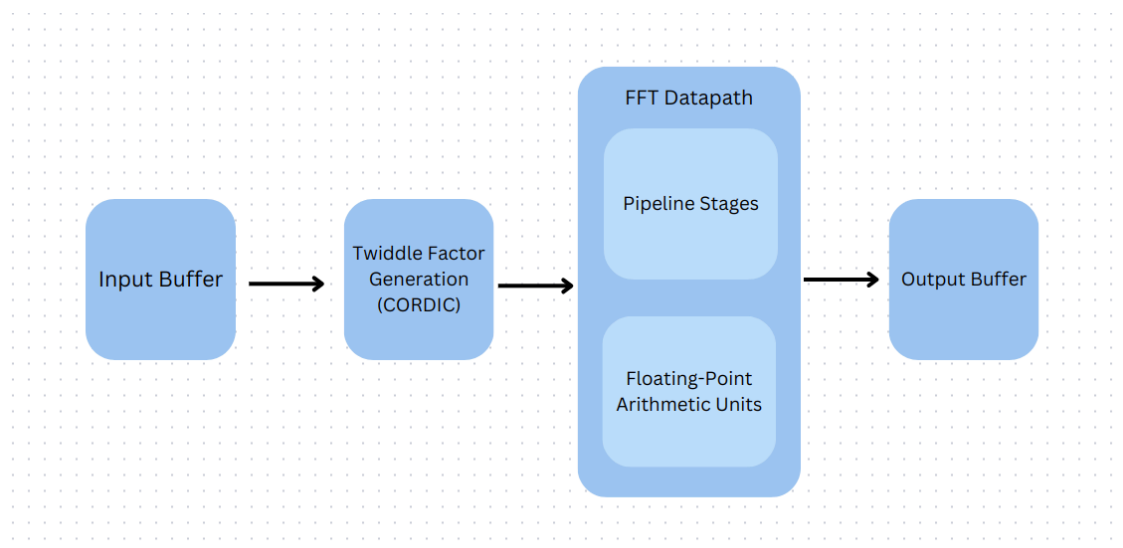 Input Buffer
Twiddle Factor
Generation
(CORDIC)
FFT Datapath
Pipeline Stages
Floating-Point
Arithmetic Units
Output Buffer